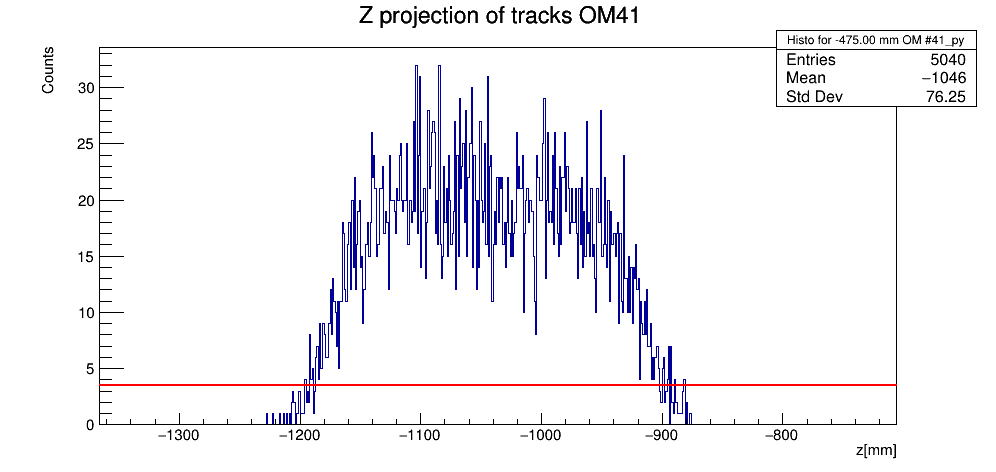 Z projection of tracks OM41
Histo for -475.00 mm OM #41_py
Entries 5040
Mean −1046
Std Dev 76.25
Counts
30
25
20
15
10
5
0
−1300 −1200 −1100 −1000 −900 −800
z[mm]